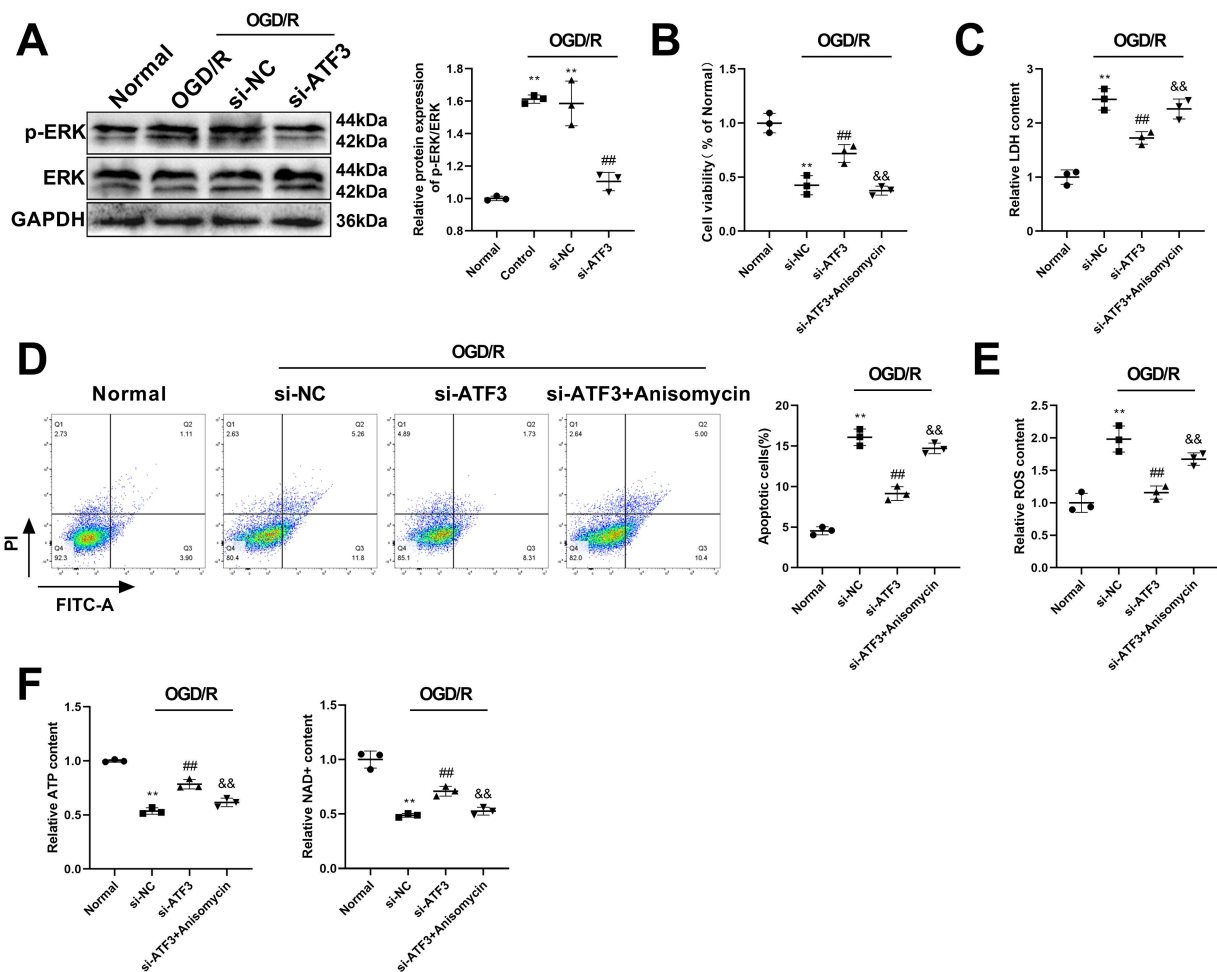 A
OGD/R
Normal
OGD/R
si-NC
si-ATF3
p-ERK
44kDa
42kDa
ERK
44kDa
42kDa
GAPDH
36kDa
OGD/R
Relative protein expression
of p-ERK/ERK
1.8
1.6
1.4
1.2
1.0
0.8
**
**
##
Normal
Control
si-NC
si-ATF3
B
OGD/R
Cell viability( % of Normal)
1.5
1.0
0.5
0.0
**
##
&&
Normal
si-NC
si-ATF3
si-ATF3+Anisomycin
C
OGD/R
Relative LDH content
3
2
1
0
**
##
&&
Normal
si-NC
si-ATF3
si-ATF3+Anisomycin
D
OGD/R
Normal
si-NC
si-ATF3
si-ATF3+Anisomycin
Q1
2.73
Q2
1.11
Q4
92.3
Q3
3.90
Q1
2.63
Q2
5.26
Q4
80.4
Q3
11.8
Q1
4.89
Q2
1.73
Q4
85.1
Q3
8.31
Q1
2.64
Q2
5.00
Q4
82.0
Q3
10.4
PI
FITC-A
OGD/R
Apoptotic cells(%)
20
15
10
5
0
**
##
&&
Normal
si-NC
si-ATF3
si-ATF3+Anisomycin
E
OGD/R
Relative ROS content
2.5
2.0
1.5
1.0
0.5
0.0
**
##
&&
Normal
si-NC
si-ATF3
si-ATF3+Anisomycin
F
OGD/R
Relative ATP content
1.5
1.0
0.5
0.0
**
##
&&
Normal
si-NC
si-ATF3
si-ATF3+Anisomycin
OGD/R
Relative NAD+ content
1.5
1.0
0.5
0.0
**
##
&&
Normal
si-NC
si-ATF3
si-ATF3+Anisomycin